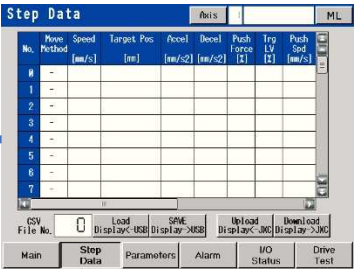 Step Data Axis 1 ML
No. Move Method Speed [mm/s] Target Pos [mm] Accel [mm/s2] Decel [mm/s2] Push Force [%] Trg LV [%] Push Spd [mm/s]
0 -
1 -
2 -
3 -
4 -
5 -
6 -
7 -
CSV File No. 0 Load Display<-USB SAVE Display->USB Upload Display<-JXC Download Display->JXC
Main Step Data Parameters Alarm I/O Status Drive Test